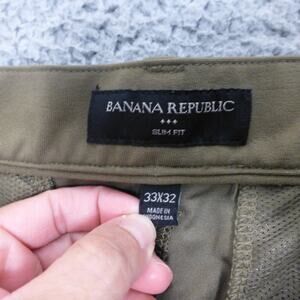 BANANA REPUBLIC
SLIM FIT
33X32
MADE IN
INDONESIA